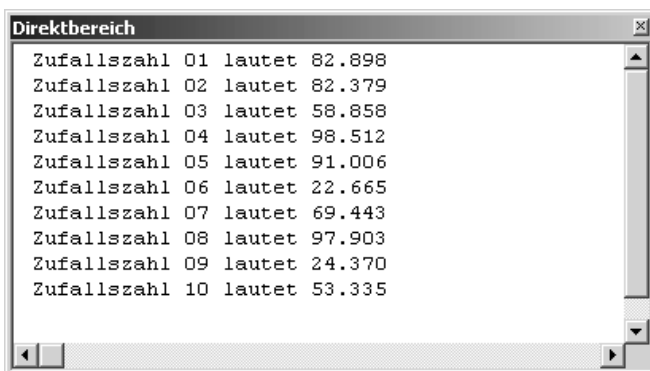 Direktbereich
Zufallszahl 01 lautet 82.898
Zufallszahl 02 lautet 82.379
Zufallszahl 03 lautet 58.858
Zufallszahl 04 lautet 98.512
Zufallszahl 05 lautet 91.006
Zufallszahl 06 lautet 22.665
Zufallszahl 07 lautet 69.443
Zufallszahl 08 lautet 97.903
Zufallszahl 09 lautet 24.370
Zufallszahl 10 lautet 53.335